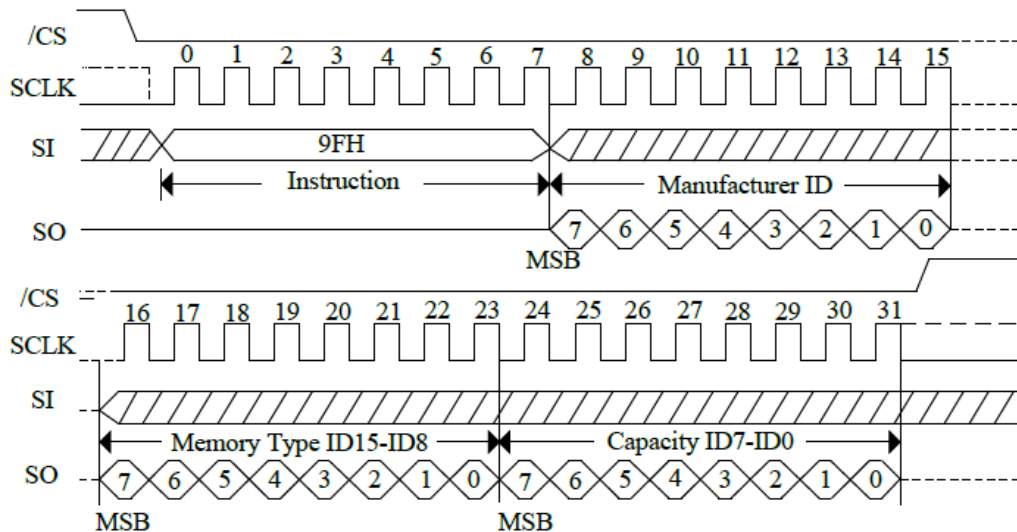 /CS
0 1 2 3 4 5 6 7 8 9 10 11 12 13 14 15
SCLK
SI 9FH
Instruction Manufacturer ID
SO 7 6 5 4 3 2 1 0
MSB
/CS
16 17 18 19 20 21 22 23 24 25 26 27 28 29 30 31
SCLK
SI
Memory Type ID15-ID8 Capacity ID7-ID0
SO 7 6 5 4 3 2 1 0 7 6 5 4 3 2 1 0
MSB MSB